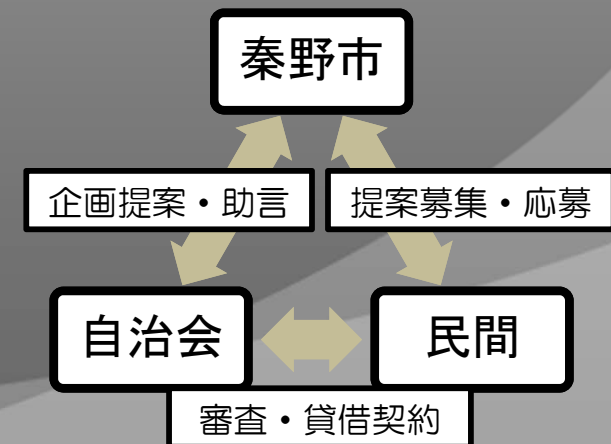 秦野市
企画提案・助言
提案募集・応募
自治会
民間
審査・貸借契約